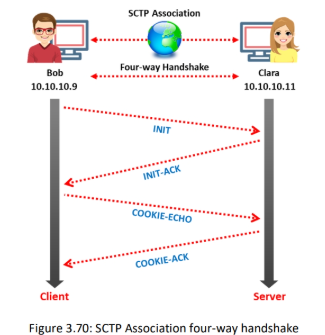 SCTP Association
Four-way Handshake
Bob
10.10.10.9
Clara
10.10.10.11
INIT
INIT-ACK
COOKIE-ECHO
COOKIE-ACK
Client
Server
Figure 3.70: SCTP Association four-way handshake